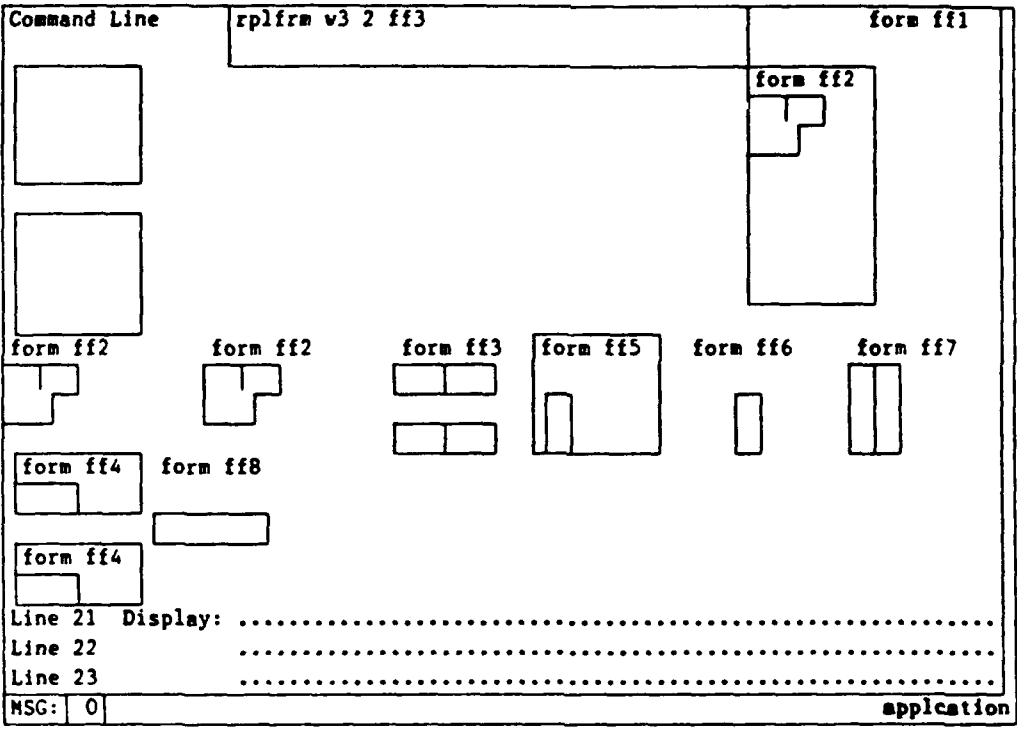 Command Line rplfrm w3 2 ff3 form ff1
form ff2
form ff2 form ff2 form ff3 form ff5 form ff6 form ff7
form ff4 form ff8
form ff4
Line 21 Display: ..............................................................
Line 22 ..............................................................
Line 23 ..............................................................
MSG: 0 applcation